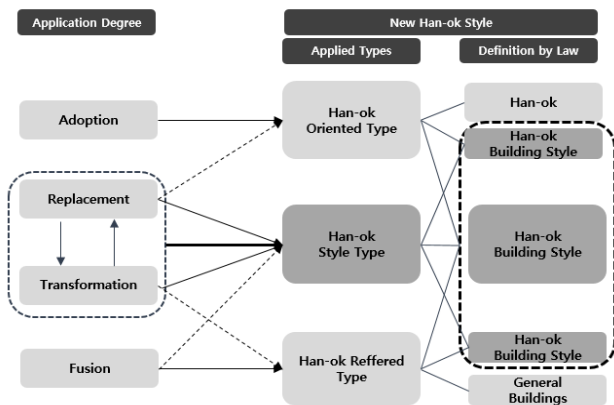 Application Degree
New Han-ok Style
Applied Types
Definition by Law
Adoption
Replacement
Transformation
Fusion
Han-ok
Oriented Type
Han-ok
Style Type
Han-ok Reffered
Type
Han-ok
Han-ok
Building Style
Han-ok
Building Style
Han-ok
Building Style
General
Buildings